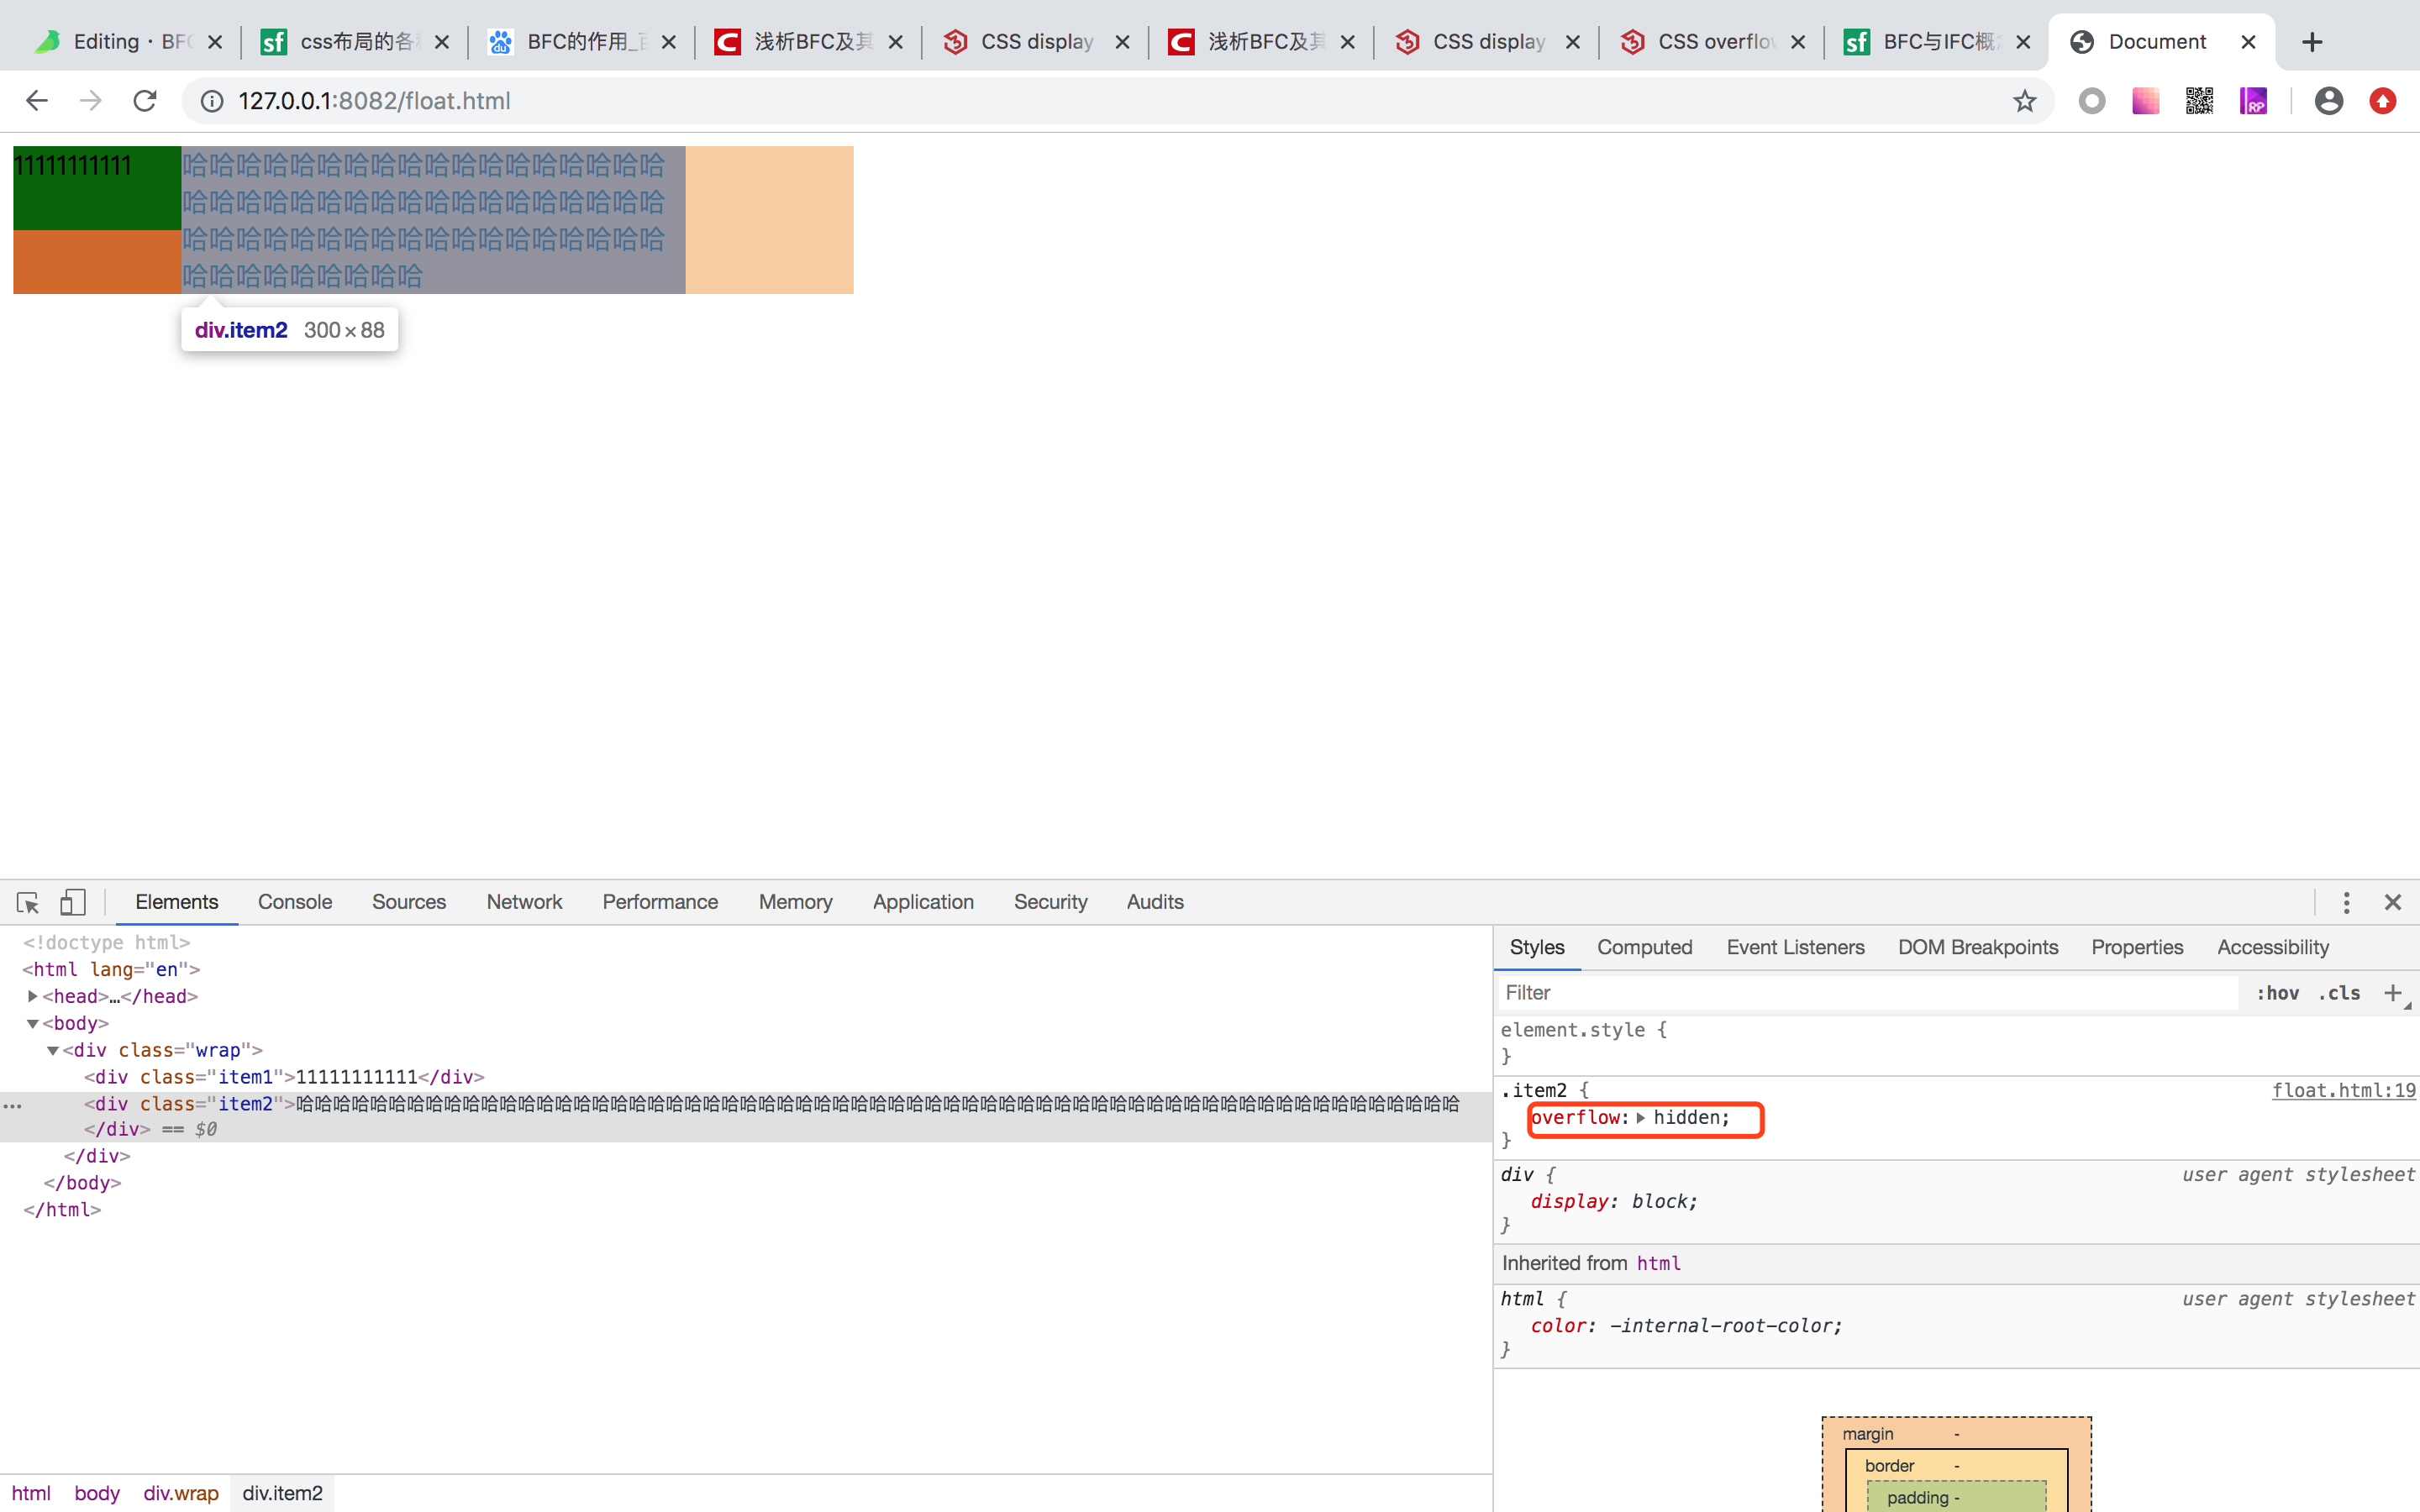 Editing · BFC
css布局的各
BFC的作用_
浅析BFC及其
CSS display
浅析BFC及其
CSS display
CSS overflow
BFC与IFC概
Document
127.0.0.1:8082/float.html
RP
11111111111
哈哈哈哈哈哈哈哈哈哈哈哈哈哈哈哈哈哈
哈哈哈哈哈哈哈哈哈哈哈哈哈哈哈哈哈哈
哈哈哈哈哈哈哈哈哈哈哈哈哈哈哈哈哈哈
哈哈哈哈哈哈哈哈哈
div.item2 300×88
Elements Console Sources Network Performance Memory Application Security Audits
<!doctype html>
<html lang="en">
<head>…</head>
<body>
<div class="wrap">
<div class="item1">11111111111</div>
<div class="item2">哈哈哈哈哈哈哈哈哈哈哈哈哈哈哈哈哈哈哈哈哈哈哈哈哈哈哈哈哈哈哈哈哈哈哈哈哈哈哈哈哈哈哈哈哈哈哈哈哈哈哈哈哈哈哈哈哈哈哈哈哈哈哈
</div> == $0
</div>
</body>
</html>
html body div.wrap div.item2
Styles Computed Event Listeners DOM Breakpoints Properties Accessibility
Filter :hov .cls +
element.style {
}
.item2 { float.html:19
overflow: hidden;
}
div { user agent stylesheet
display: block;
}
Inherited from html
html { user agent stylesheet
color: -internal-root-color;
}
margin -
border -
padding -